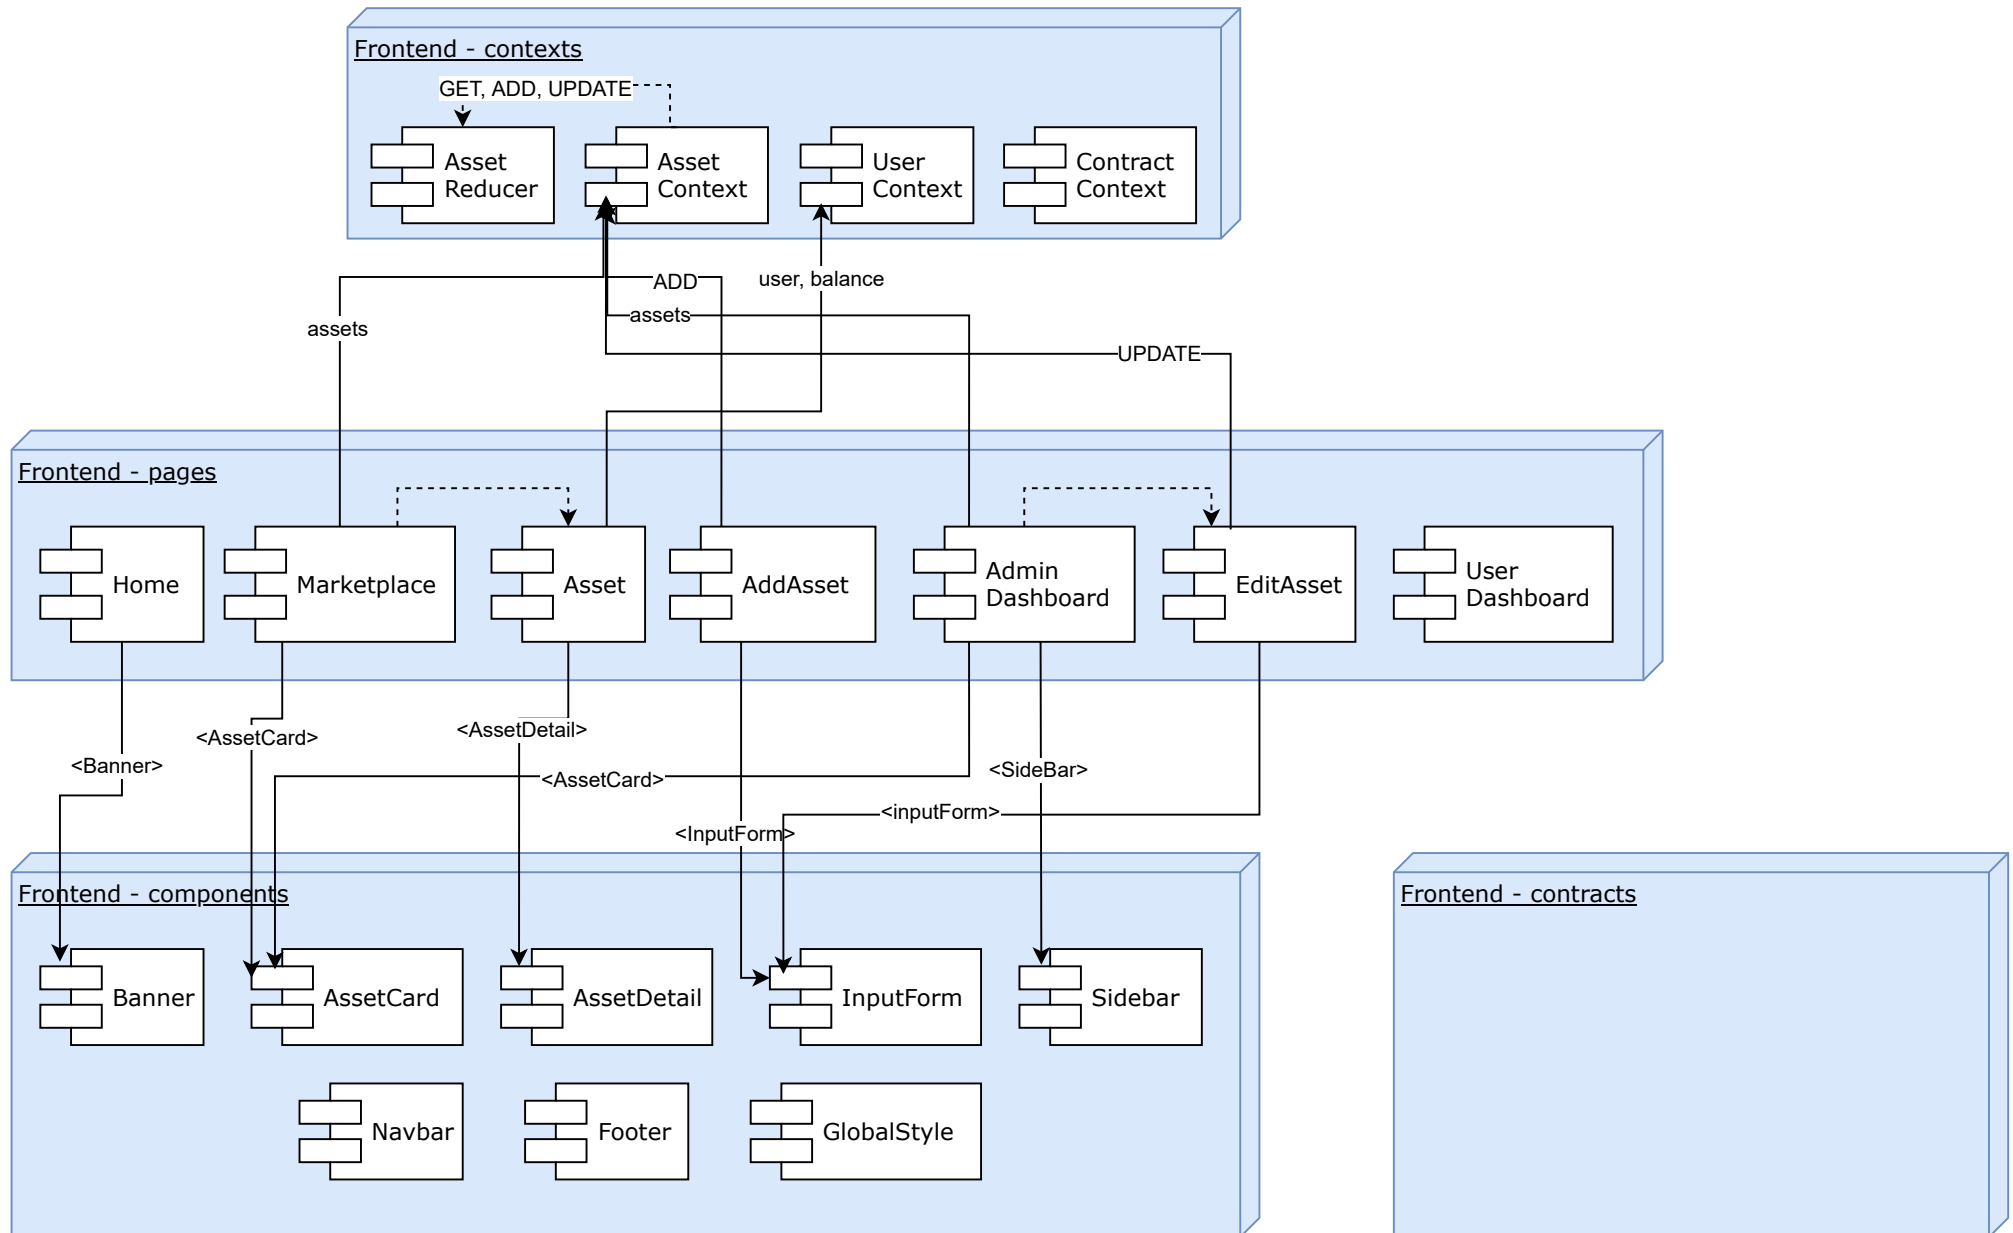 Frontend - contexts
GET, ADD, UPDATE
Asset
Reducer
Asset
Context
User
Context
Contract
Context
ADD
user, balance
assets
assets
UPDATE
Frontend - pages
Home
Marketplace
Asset
AddAsset
Admin
Dashboard
EditAsset
User
Dashboard
<AssetDetail>
<AssetCard>
<Banner>
<SideBar>
<AssetCard>
<inputForm>
<InputForm>
Frontend - components
Frontend - contracts
Banner
AssetCard
AssetDetail
InputForm
Sidebar
Navbar
Footer
GlobalStyle